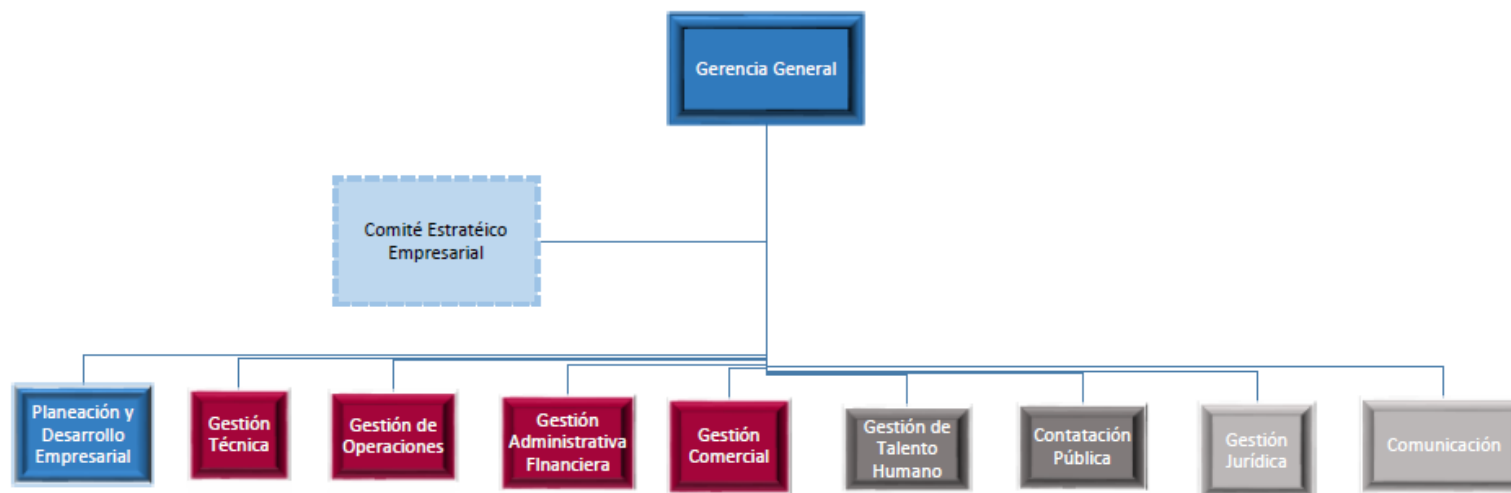 Gerencia General
Comité Estratéico
Empresarial
Planeación y
Desarrollo
Empresarial
Gestión
Técnica
Gestión de
Operaciones
Gestión
Administrativa
FInanciera
Gestión
Comercial
Gestión de
Talento
Humano
Contatación
Pública
Gestión
Jurídica
Comunicación